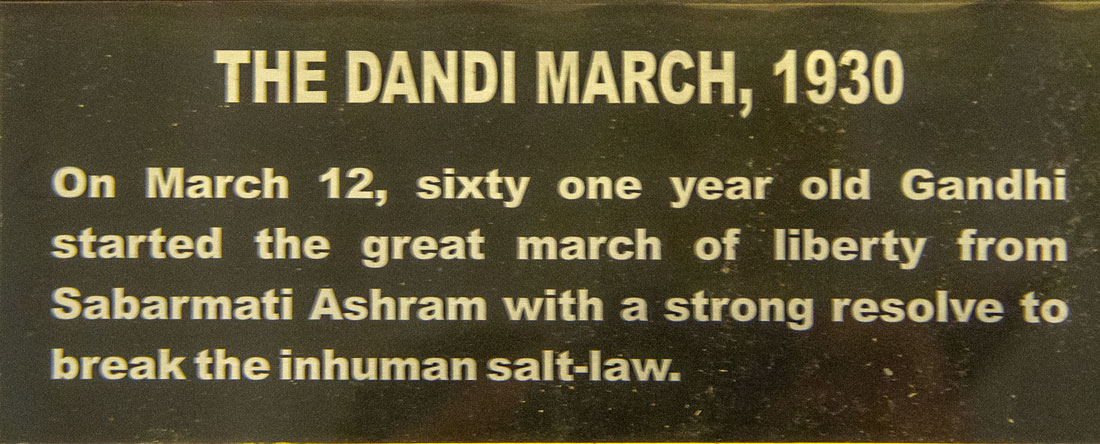 THE DANDI MARCH, 1930
On March 12, sixty one year old Gandhi
started the great march of liberty from
Sabarmati Ashram with a strong resolve to
break the inhuman salt-law.